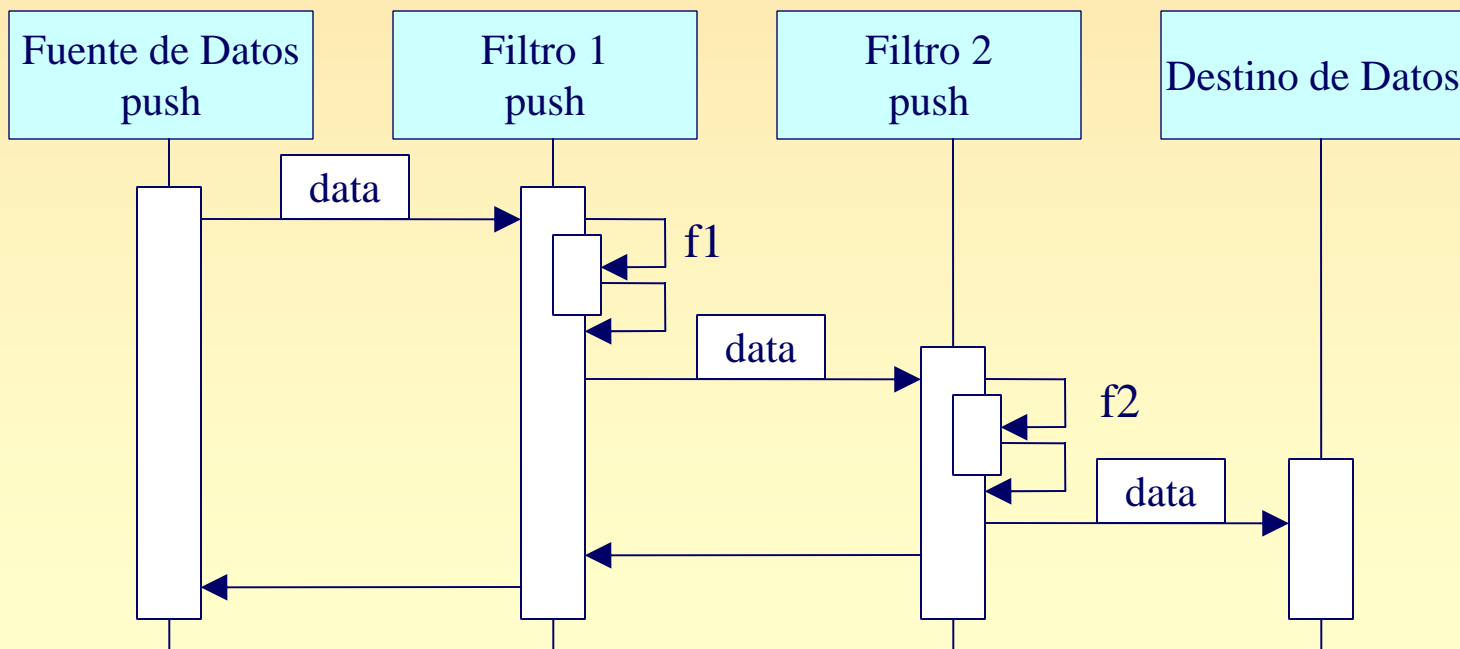 Fuente de Datos
push
Filtro 1
push
Filtro 2
push
Destino de Datos
data
f1
data
f2
data